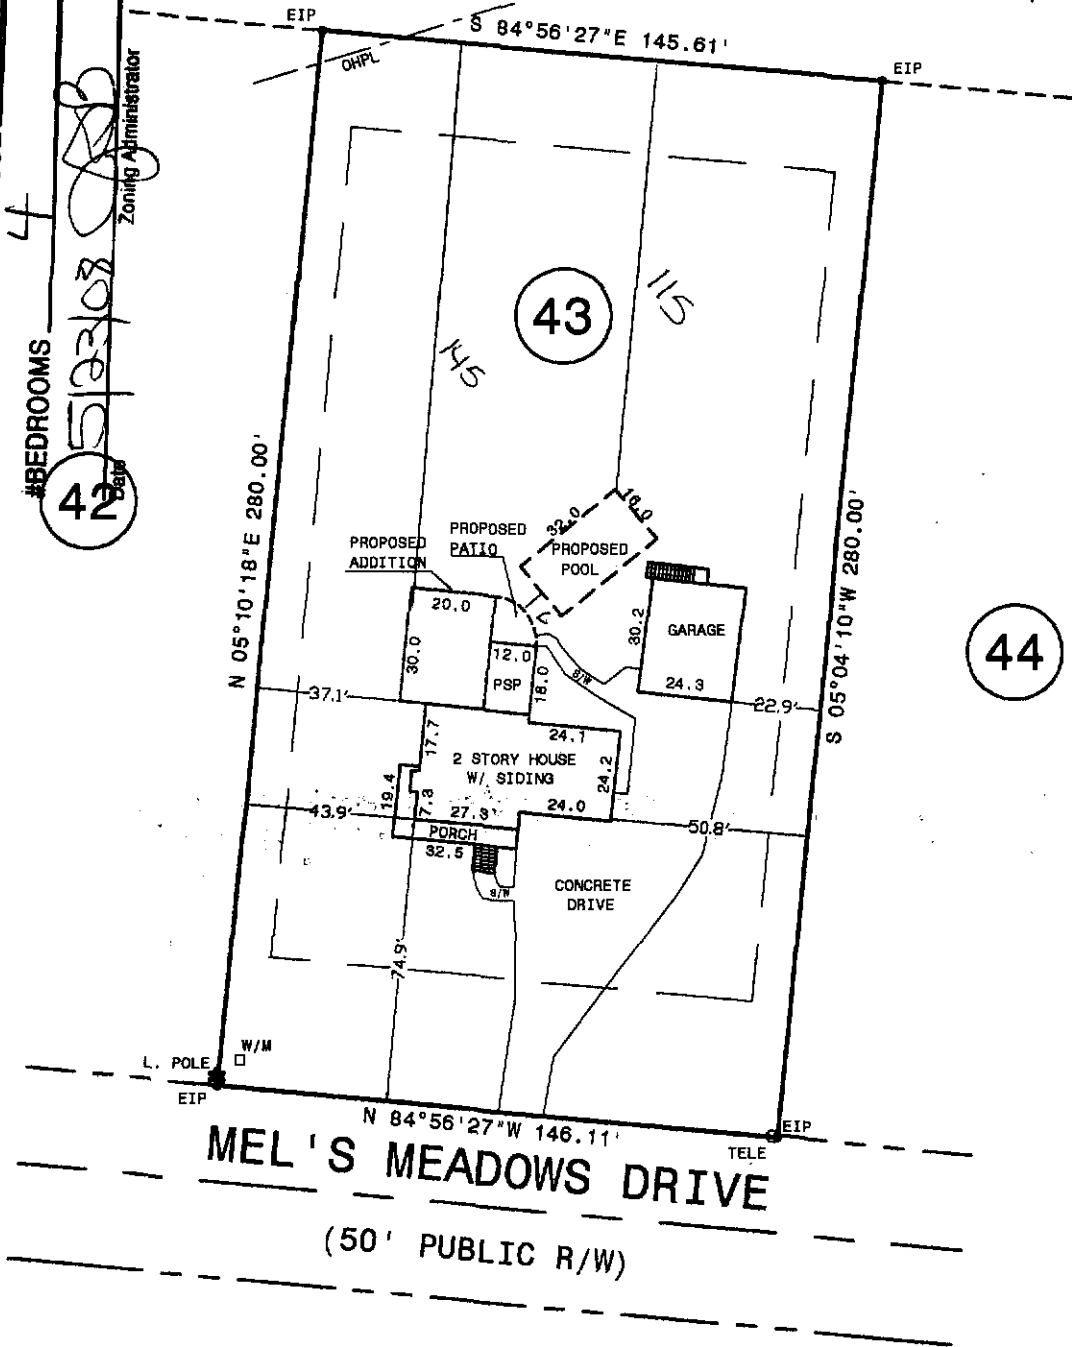 EIP
S 84°56'27"E 145.61'
EIP
OHPL
Zoning Administrator
4
#BEDROOMS
5/23/08
Date
42
43
115
145
N 05°10'18"E 280.00'
S 05°04'10"W 280.00'
44
PROPOSED
ADDITION
PROPOSED
PATIO
32.0
16.0
PROPOSED
POOL
20.0
30.0
12.0
PSP
18.0
S/W
30.2
GARAGE
24.3
37.1'
22.9'
17.7
24.1
2 STORY HOUSE
W/ SIDING
24.2
19.4
7.3
27.3'
24.0
43.9'
50.8'
PORCH
32.5
S/W
CONCRETE
DRIVE
74.9'
W/M
L. POLE
EIP
N 84°56'27"W 146.11'
EIP
TELE
MEL'S MEADOWS DRIVE
(50' PUBLIC R/W)